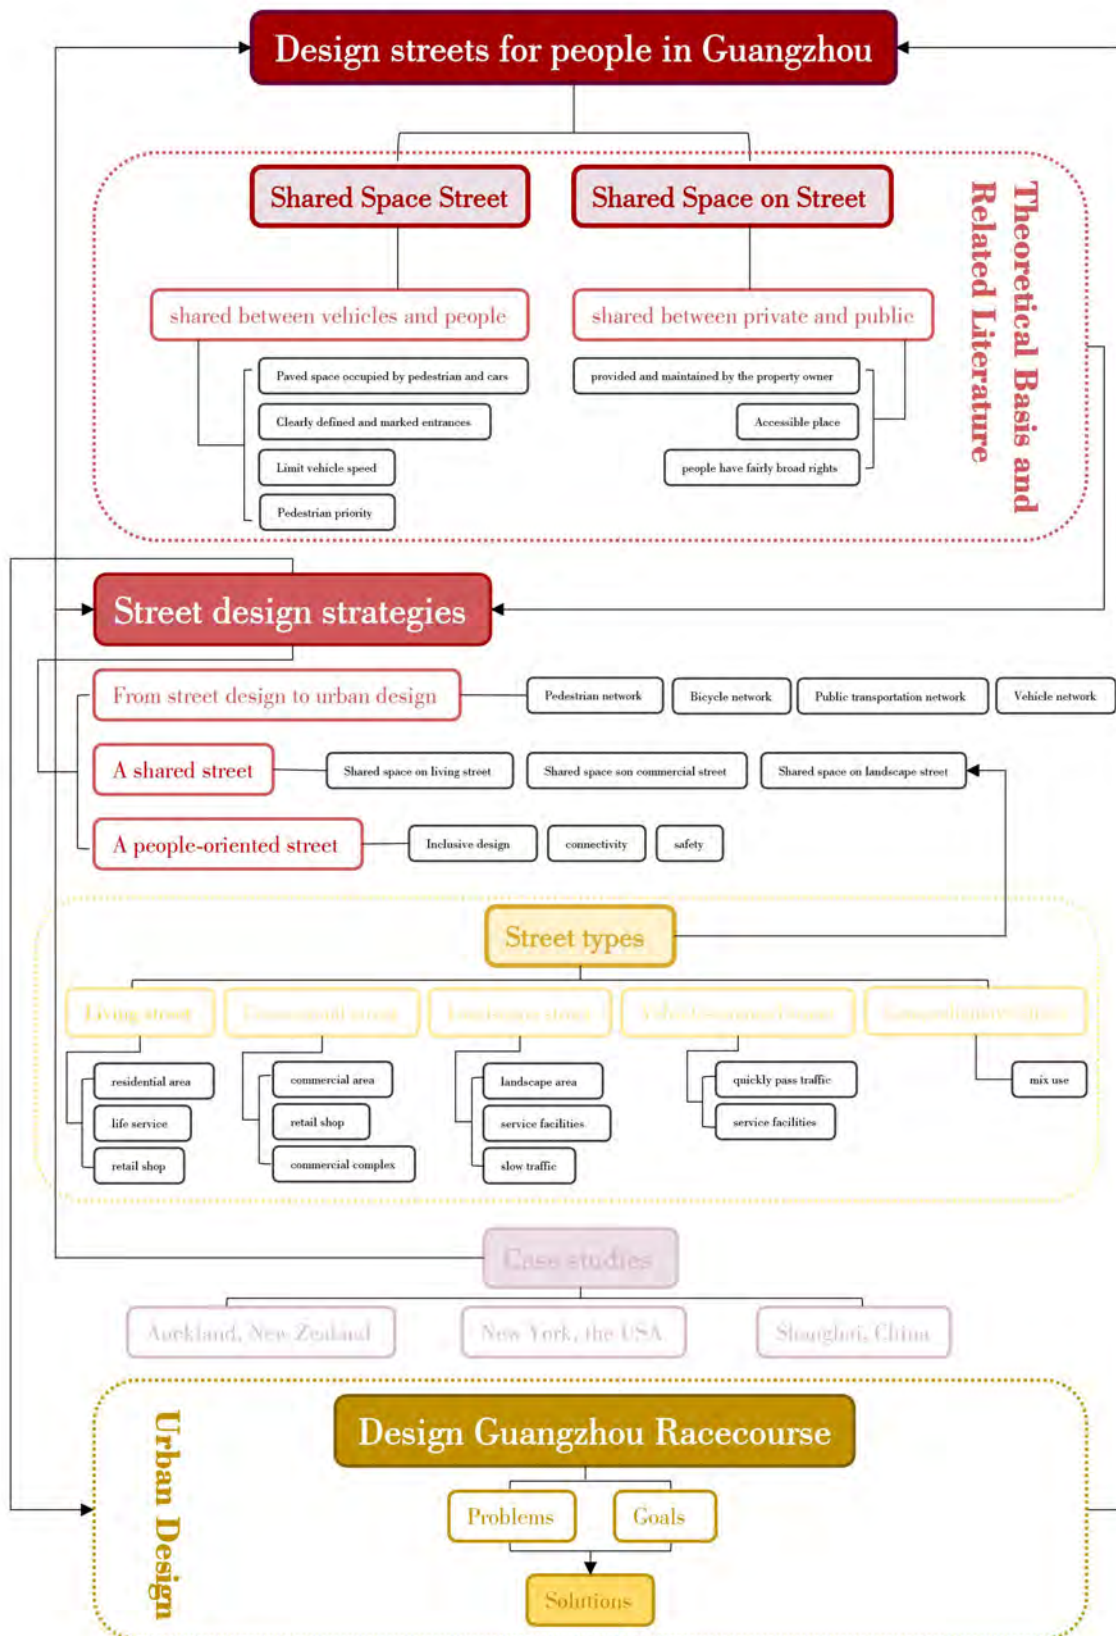 Design streets for people in Guangzhou
Shared Space Street
Shared Space on Street
Theoretical Basis and
Related Literature
shared between vehicles and people
shared between private and public
Paved space occupied by pedestrian and cars
provided and maintained by the property owner
Clearly defined and marked entrances
Accessible place
Limit vehicle speed
people have fairly broad rights
Pedestrian priority
Street design strategies
From street design to urban design
Pedestrian network
Bicycle network
Public transportation network
Vehicle network
A shared street
Shared space on living street
Shared space son commercial street
Shared space on landscape street
A people-oriented street
Inclusive design
connectivity
safety
Street types
Living street
Commercial street
Landscape street
residential area
commercial area
landscape area
quickly pass traffic
mix use
life service
retail shop
service facilities
service facilities
retail shop
commercial complex
slow traffic
Case studies
Auckland, New Zealand
New York, the USA
Shanghai, China
Urban Design
Design Guangzhou Racecourse
Problems
Goals
Solutions